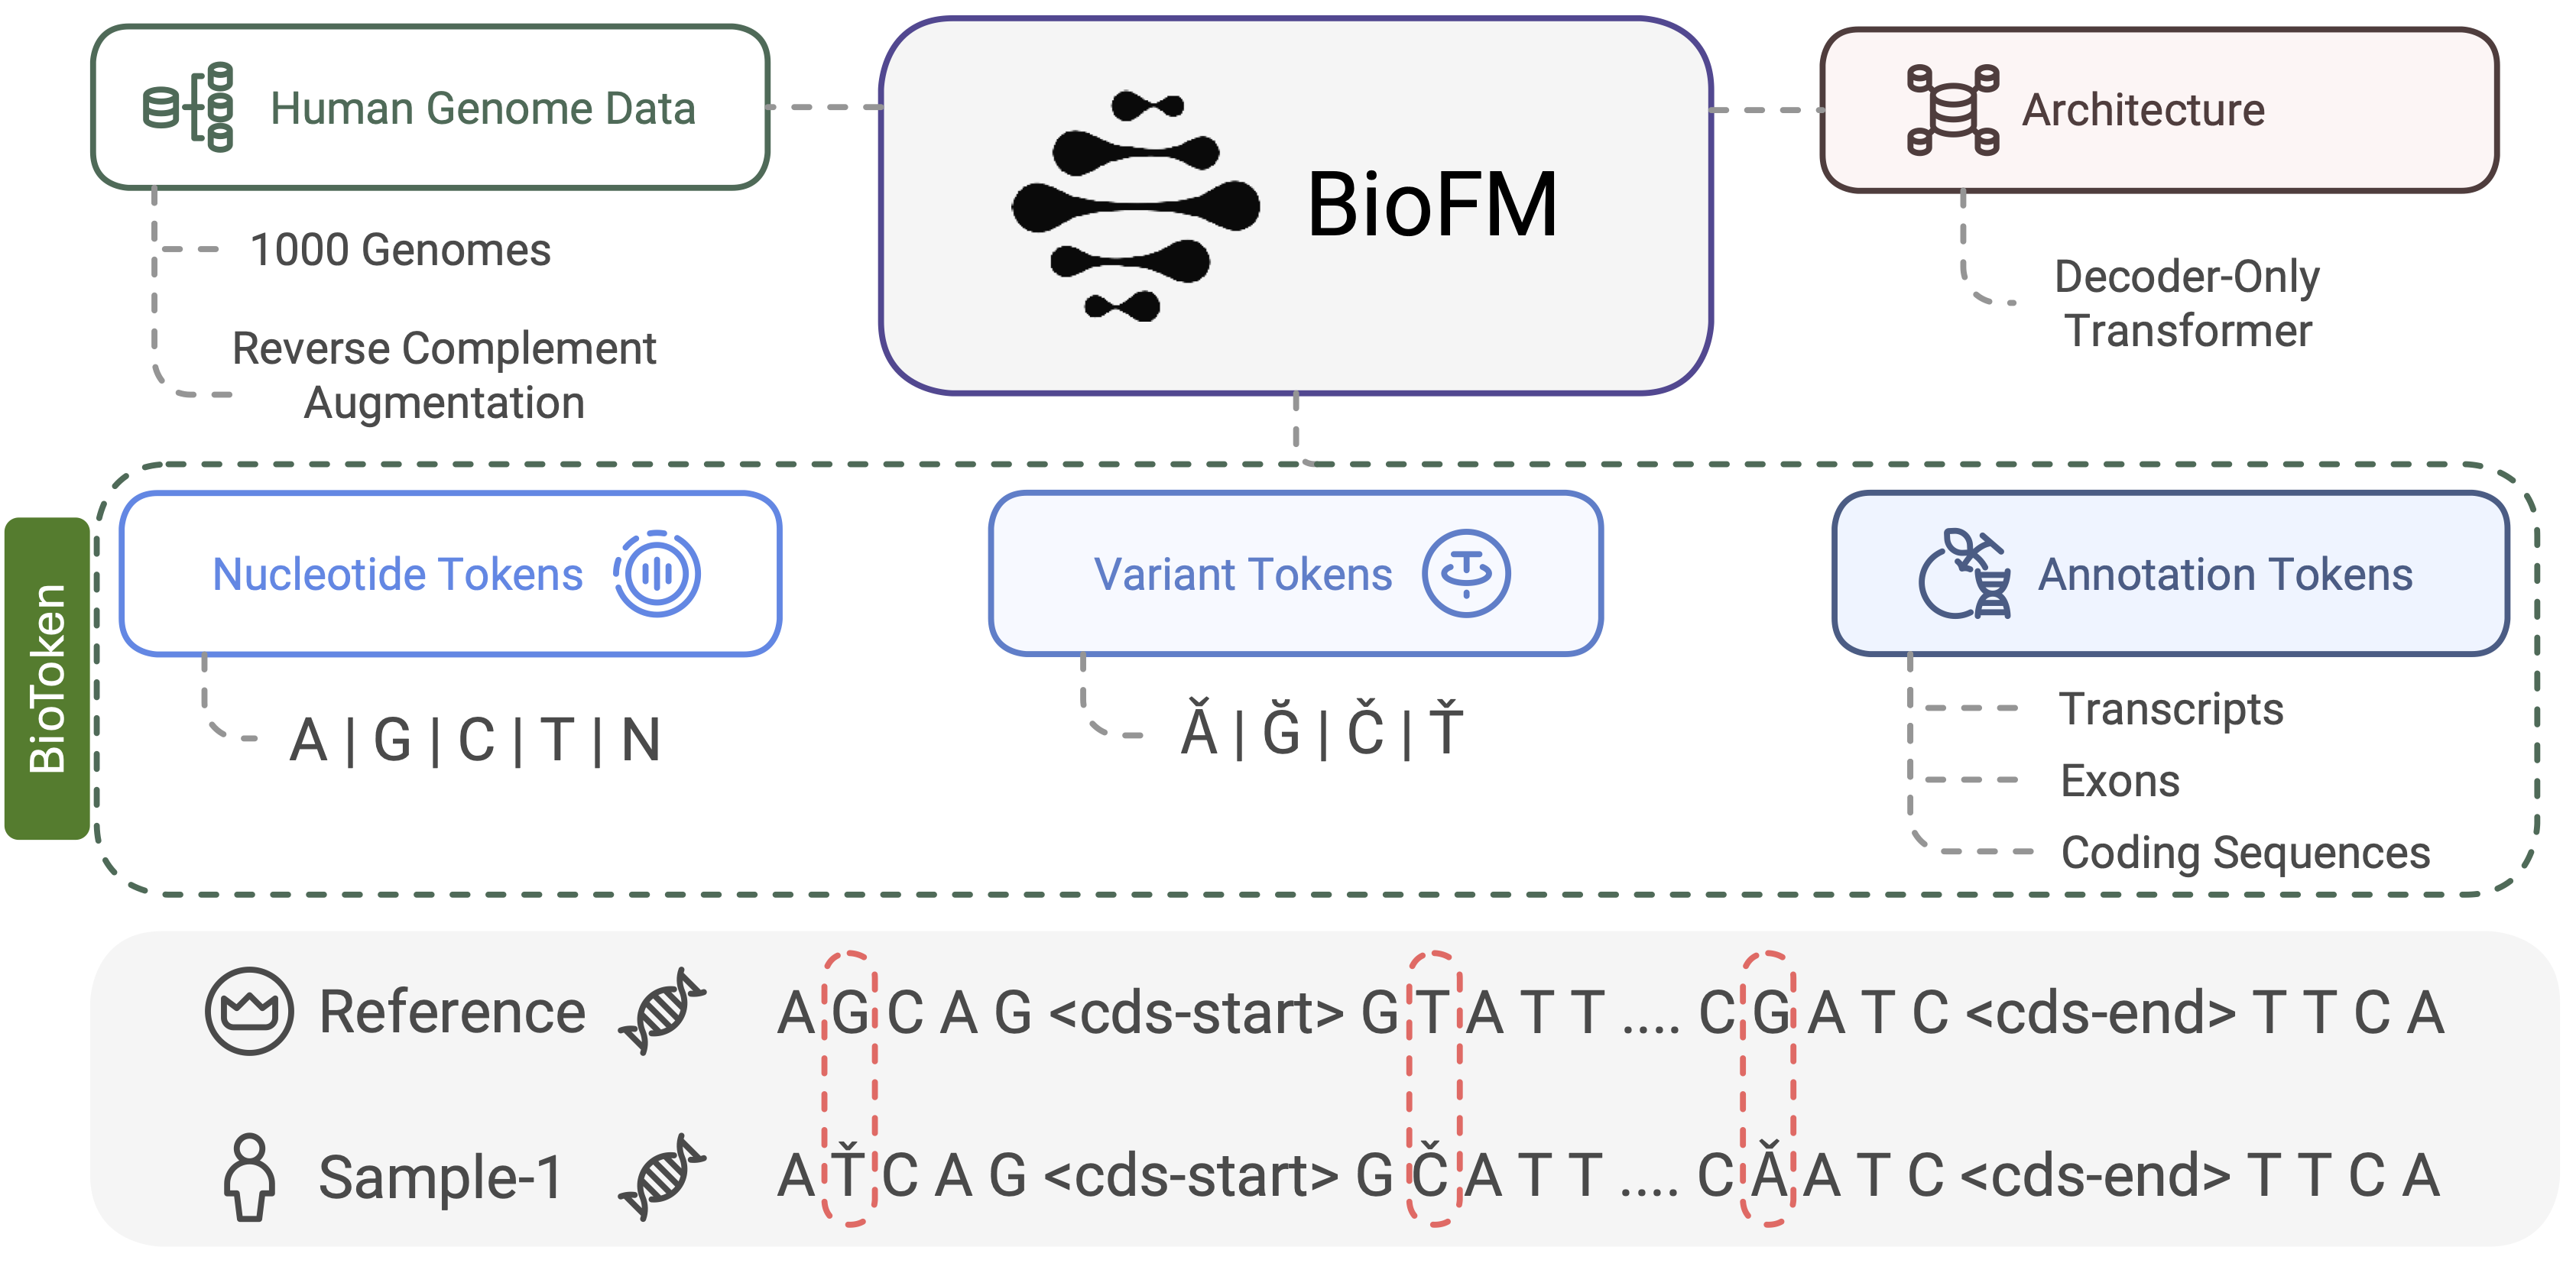 Human Genome Data
1000 Genomes
Reverse Complement
Augmentation
BioFM
Architecture
Decoder-Only
Transformer
BioToken
Nucleotide Tokens
A | G | C | T | N
Variant Tokens
Ǎ | Ğ | Č | Ť
Annotation Tokens
Transcripts
Exons
Coding Sequences
Reference A G C A G <cds-start> G T A T T .... C G A T C <cds-end> T T C A
Sample-1 A Ť C A G <cds-start> G Č A T T .... C Ǎ A T C <cds-end> T T C A